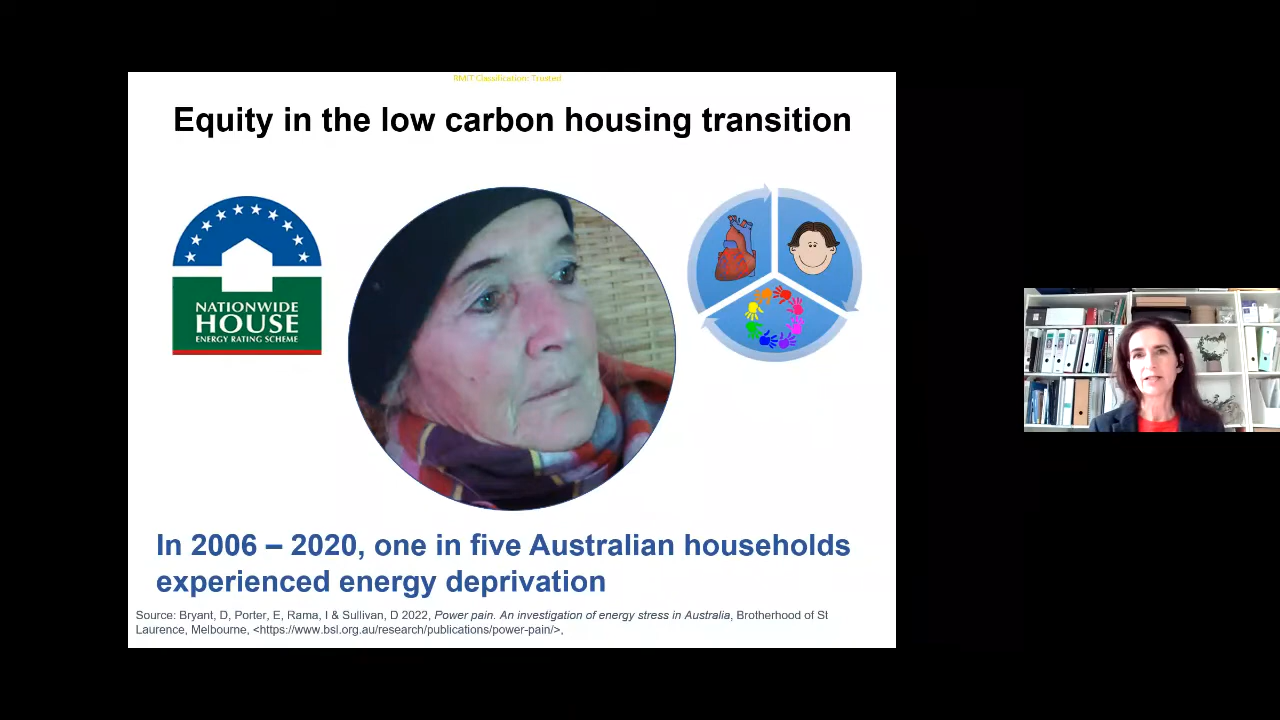 RMIT Classification: Trusted
Equity in the low carbon housing transition
NATIONWIDE
HOUSE
ENERGY RATING SCHEME
In 2006 – 2020, one in five Australian households
experienced energy deprivation
Source: Bryant, D, Porter, E, Rama, I & Sullivan, D 2022, Power pain. An investigation of energy stress in Australia, Brotherhood of St
Laurence, Melbourne, <https://www.bsl.org.au/research/publications/power-pain/>,